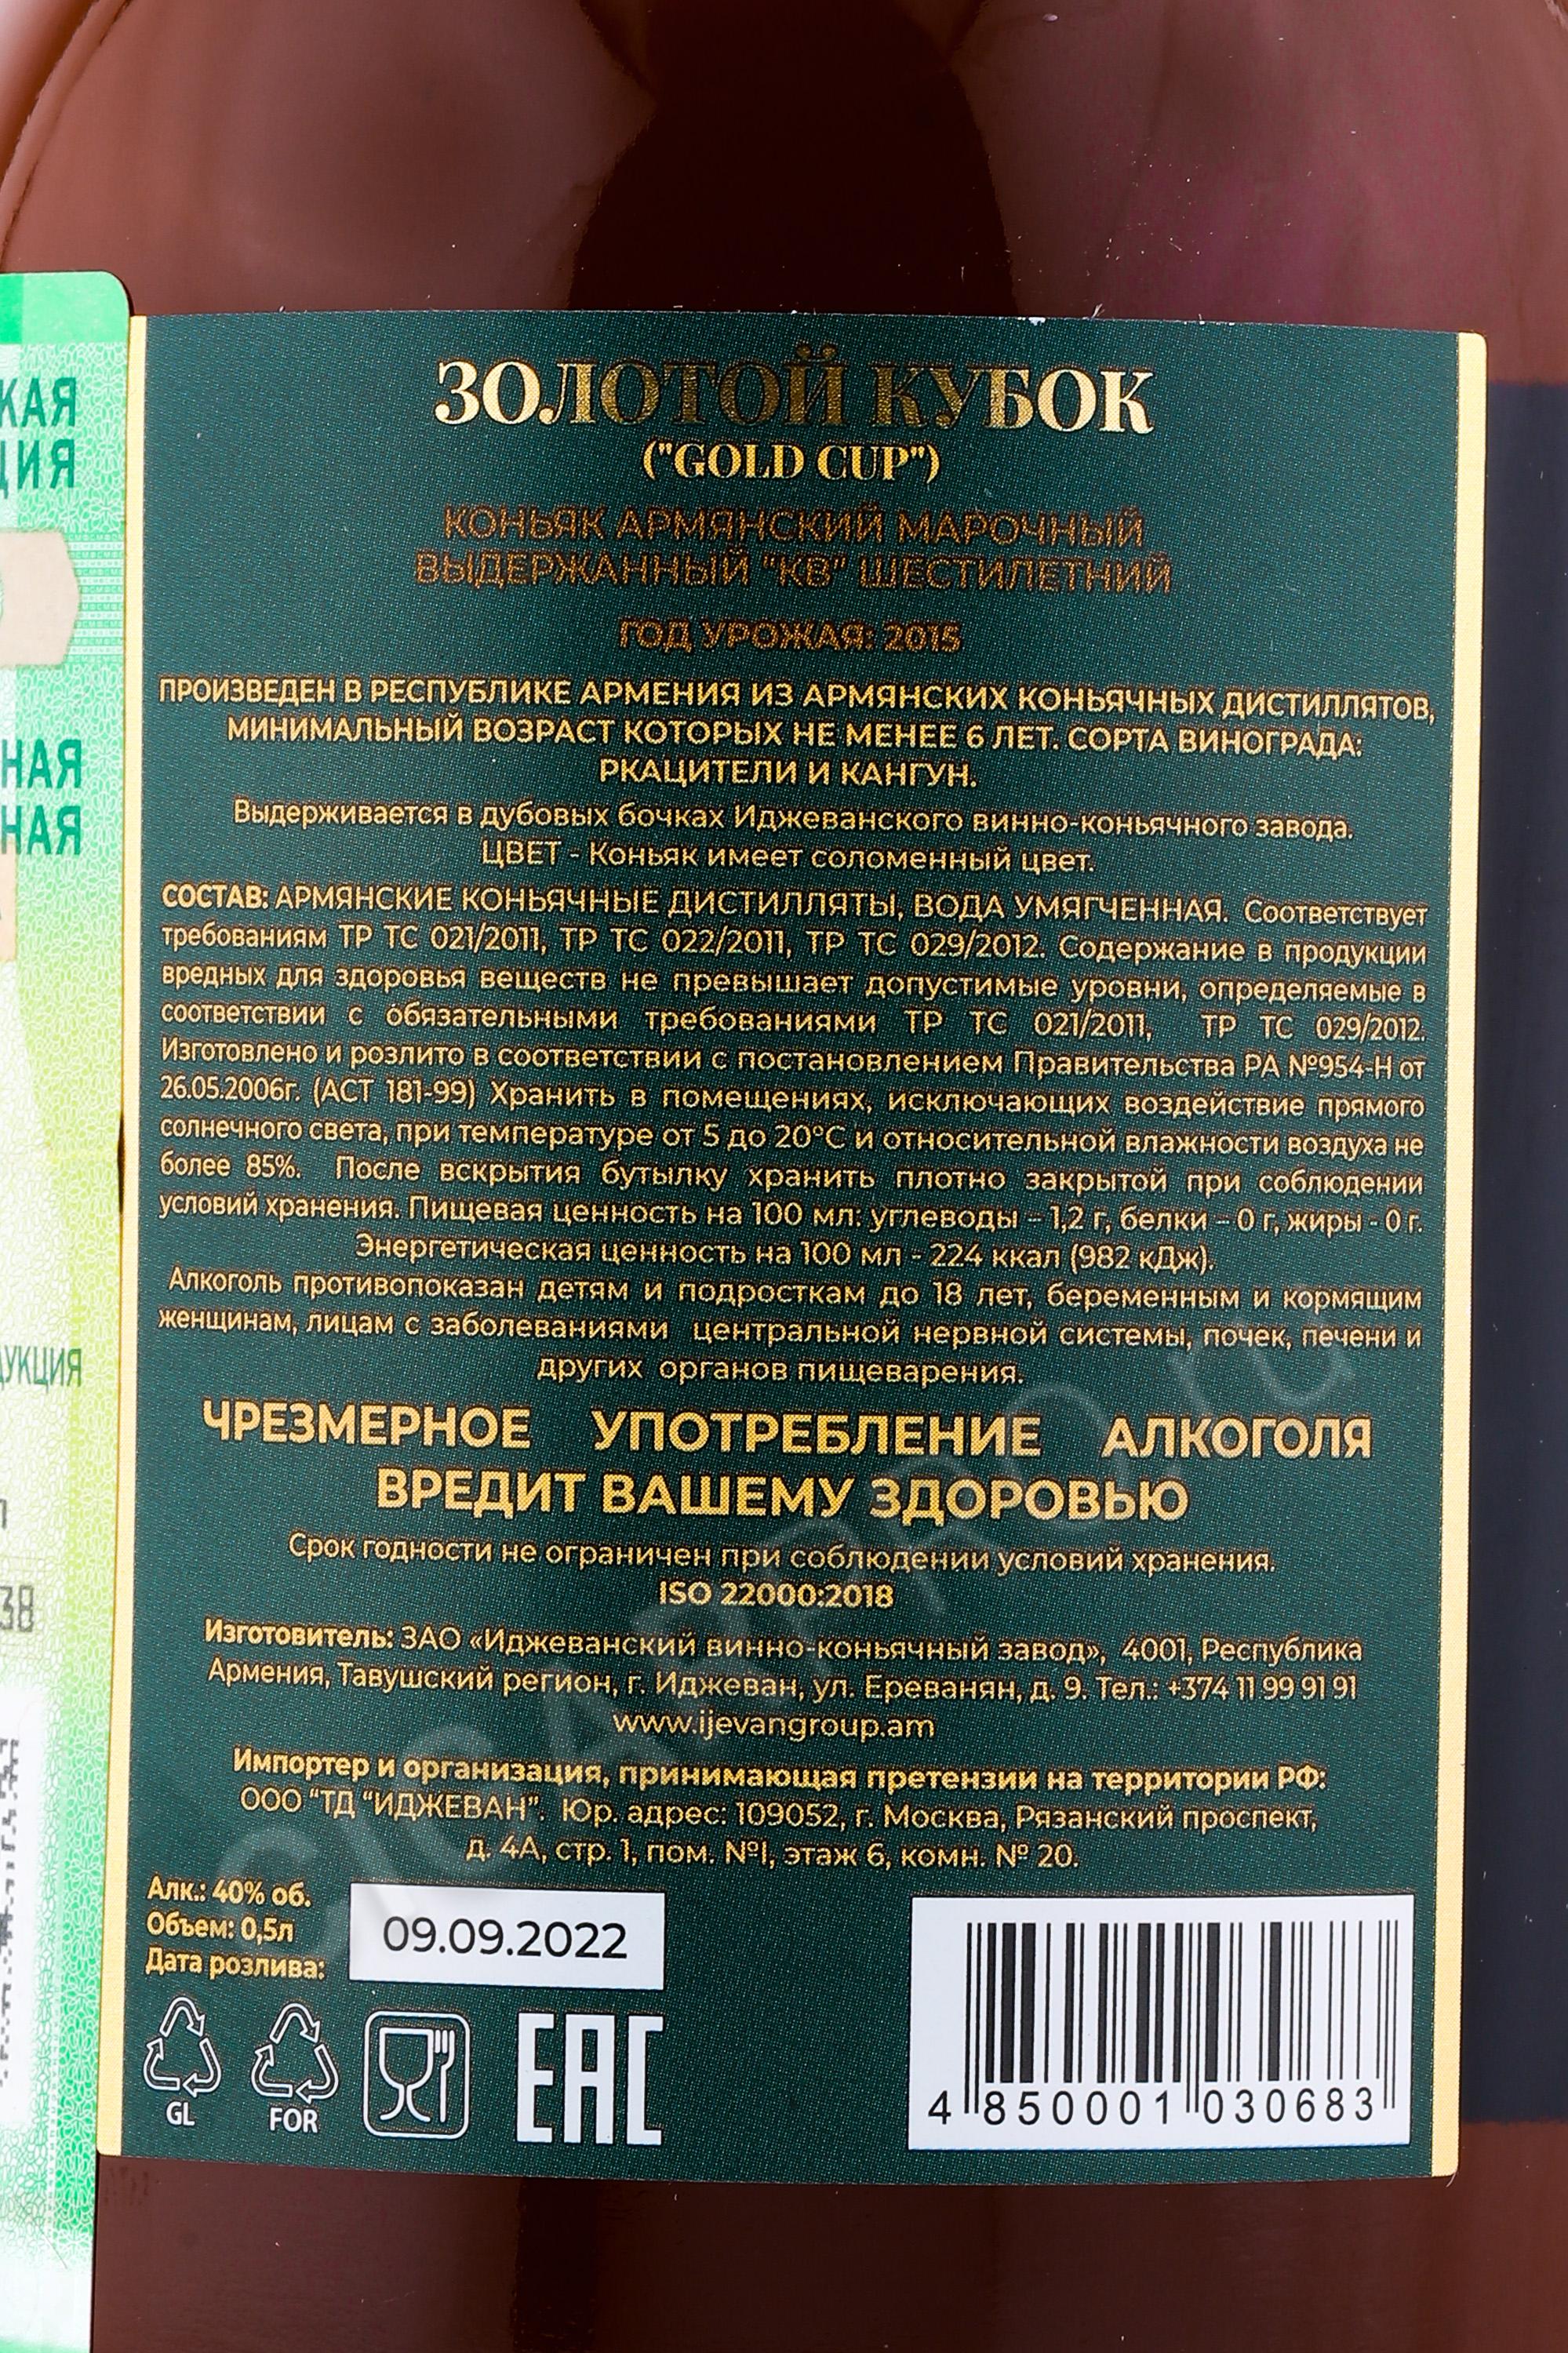 КАЯ
ЦИЯ
НАЯ
НАЯ
38
ЗОЛОТОЙ КУБОК
("GOLD CUP")
КОНЬЯК АРМЯНСКИЙ МАРОЧНЫЙ
ВЫДЕРЖАННЫЙ "КВ" ШЕСТИЛЕТНИЙ
ГОД УРОЖАЯ: 2015
ПРОИЗВЕДЕН В РЕСПУБЛИКЕ АРМЕНИЯ ИЗ АРМЯНСКИХ КОНЬЯЧНЫХ ДИСТИЛЛЯТОВ,
МИНИМАЛЬНЫЙ ВОЗРАСТ КОТОРЫХ НЕ МЕНЕЕ 6 ЛЕТ. СОРТА ВИНОГРАДА:
РКАЦИТЕЛИ И КАНГУН.
Выдерживается в дубовых бочках Иджеванского винно-коньячного завода.
ЦВЕТ - Коньяк имеет соломенный цвет.
СОСТАВ: АРМЯНСКИЕ КОНЬЯЧНЫЕ ДИСТИЛЛЯТЫ, ВОДА УМЯГЧЕННАЯ. Соответствует
требованиям ТР ТС 021/2011, ТР ТС 022/2011, ТР ТС 029/2012. Содержание в продукции
вредных для здоровья веществ не превышает допустимые уровни, определяемые в
соответствии с обязательными требованиями ТР ТС 021/2011, ТР ТС 029/2012.
Изготовлено и розлито в соответствии с постановлением Правительства РА №954-Н от
26.05.2006г. (АСТ 181-99) Хранить в помещениях, исключающих воздействие прямого
солнечного света, при температуре от 5 до 20°С и относительной влажности воздуха не
более 85%. После вскрытия бутылку хранить плотно закрытой при соблюдении
условий хранения. Пищевая ценность на 100 мл: углеводы – 1,2 г, белки – 0 г, жиры - 0 г.
Энергетическая ценность на 100 мл - 224 ккал (982 кДж).
Алкоголь противопоказан детям и подросткам до 18 лет, беременным и кормящим
женщинам, лицам с заболеваниями центральной нервной системы, почек, печени и
других органов пищеварения.
ЧРЕЗМЕРНОЕ УПОТРЕБЛЕНИЕ АЛКОГОЛЯ
ВРЕДИТ ВАШЕМУ ЗДОРОВЬЮ
Срок годности не ограничен при соблюдении условий хранения.
ISO 22000:2018
Изготовитель: ЗАО «Иджеванский винно-коньячный завод», 4001, Республика
Армения, Тавушский регион, г. Иджеван, ул. Ереванян, д. 9. Тел.: +374 11 99 91 91
www.ijevangroup.am
Импортер и организация, принимающая претензии на территории РФ:
ООО "ТД "ИДЖЕВАН". Юр. адрес: 109052, г. Москва, Рязанский проспект,
д. 4А, стр. 1, пом. №I, этаж 6, комн. № 20.
Алк.: 40% об.
Объем: 0,5л
Дата розлива:
09.09.2022
GL
FOR
EAC
4 850001 030683
CIGARPRO.ru